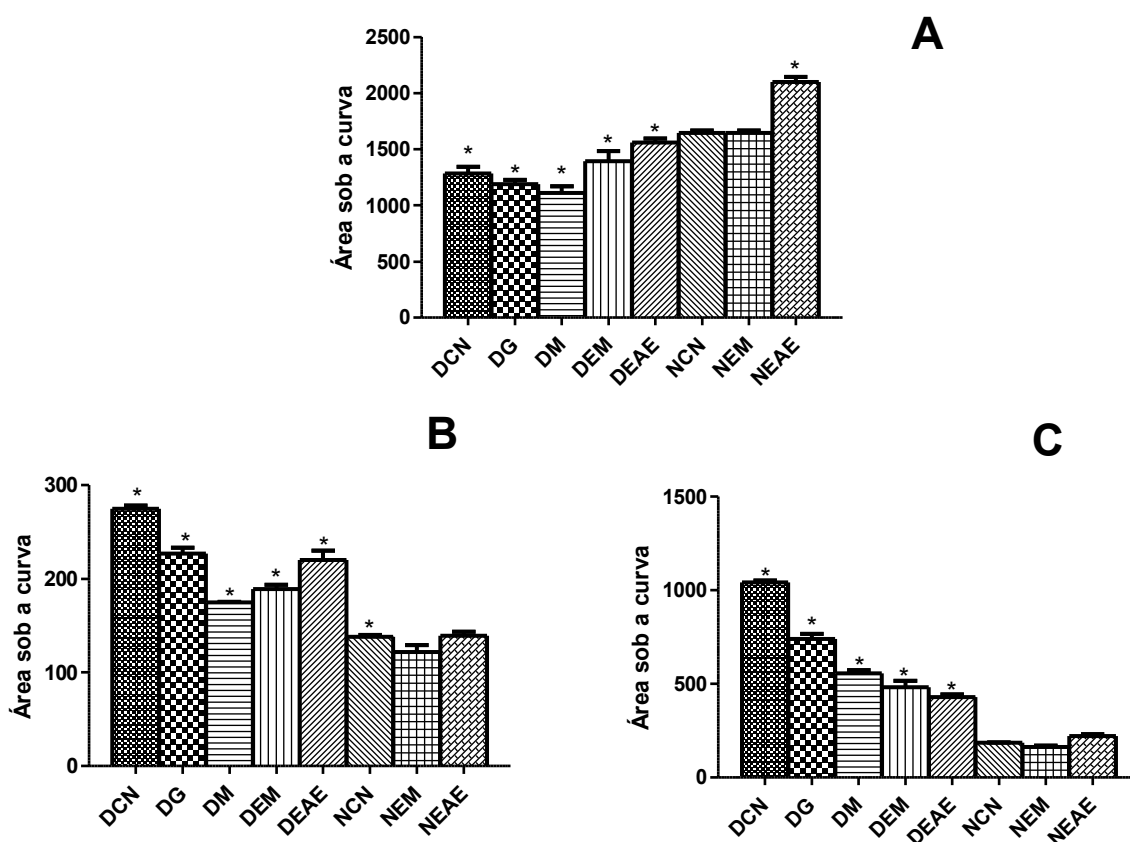 A
2500
2000
1500
1000
500
0
Área sob a curva
* * * * * *
DCN DG DM DEM DEAE NCN NEM NEAE
B
300
200
100
0
Área sob a curva
* * * * * *
DCN DG DM DEM DEAE NCN NEM NEAE
C
1500
1000
500
0
Área sob a curva
* * * * *
DCN DG DM DEM DEAE NCN NEM NEAE